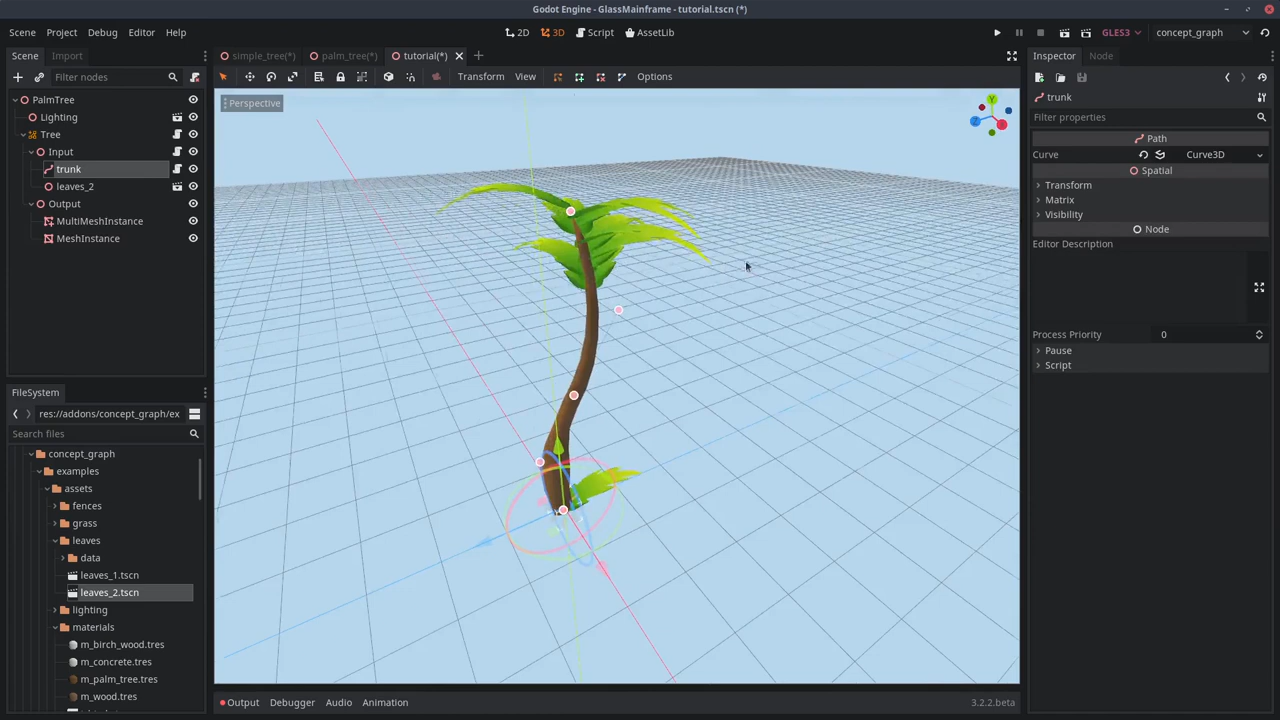 Godot Engine - GlassMainframe - tutorial.tscn (*)
Scene Project Debug Editor Help
2D 3D Script AssetLib
GLES3 concept_graph
Scene Import
simple_tree(*) palm_tree(*) tutorial(*)
Inspector Node
Filter nodes
Transform View Options
PalmTree
Lighting
Tree
Input
trunk
leaves_2
Output
MultiMeshInstance
MeshInstance
Perspective
Y
X
Z
trunk
Filter properties
Path
Curve Curve3D
Spatial
Transform
Matrix
Visibility
Node
Editor Description
Process Priority 0
Pause
Script
FileSystem
res://addons/concept_graph/ex
Search files
concept_graph
examples
assets
fences
grass
leaves
data
leaves_1.tscn
leaves_2.tscn
lighting
materials
m_birch_wood.tres
m_concrete.tres
m_palm_tree.tres
m_wood.tres
Output Debugger Audio Animation
3.2.2.beta